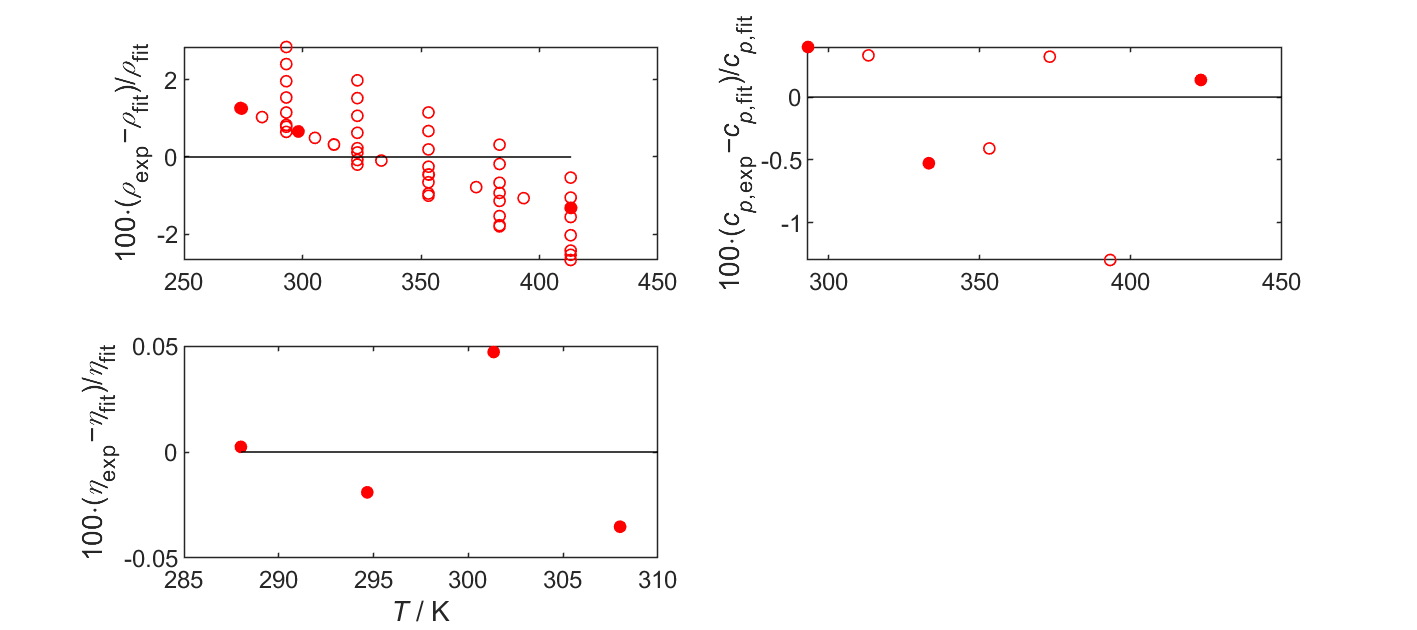 100·(ρexp−ρfit)/ρfit
2
0
-2
250 300 350 400 450
100·(cp,exp−cp,fit)/cp,fit
0
-0.5
-1
300 350 400 450
100·(ηexp−ηfit)/ηfit
0.05
0
-0.05
285 290 295 300 305 310
T / K